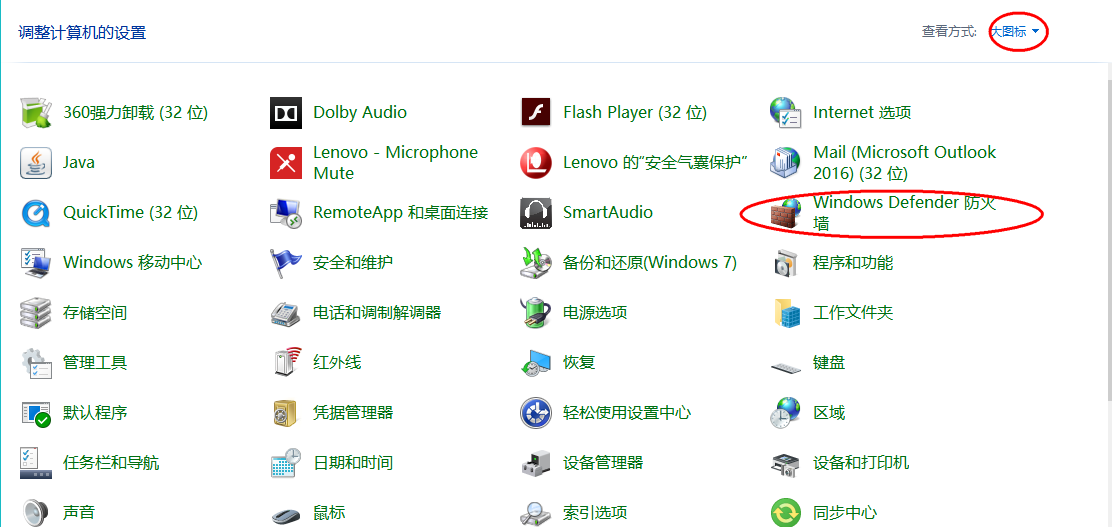 调整计算机的设置
查看方式: 大图标
360强力卸载 (32 位)
Dolby Audio
Flash Player (32 位)
Internet 选项
Java
Lenovo - Microphone
Mute
Lenovo 的“安全气囊保护”
Mail (Microsoft Outlook
2016) (32 位)
QuickTime (32 位)
RemoteApp 和桌面连接
SmartAudio
Windows Defender 防火
墙
Windows 移动中心
安全和维护
备份和还原(Windows 7)
程序和功能
存储空间
电话和调制解调器
电源选项
工作文件夹
管理工具
红外线
恢复
键盘
默认程序
凭据管理器
轻松使用设置中心
区域
任务栏和导航
日期和时间
设备管理器
设备和打印机
声音
鼠标
索引选项
同步中心